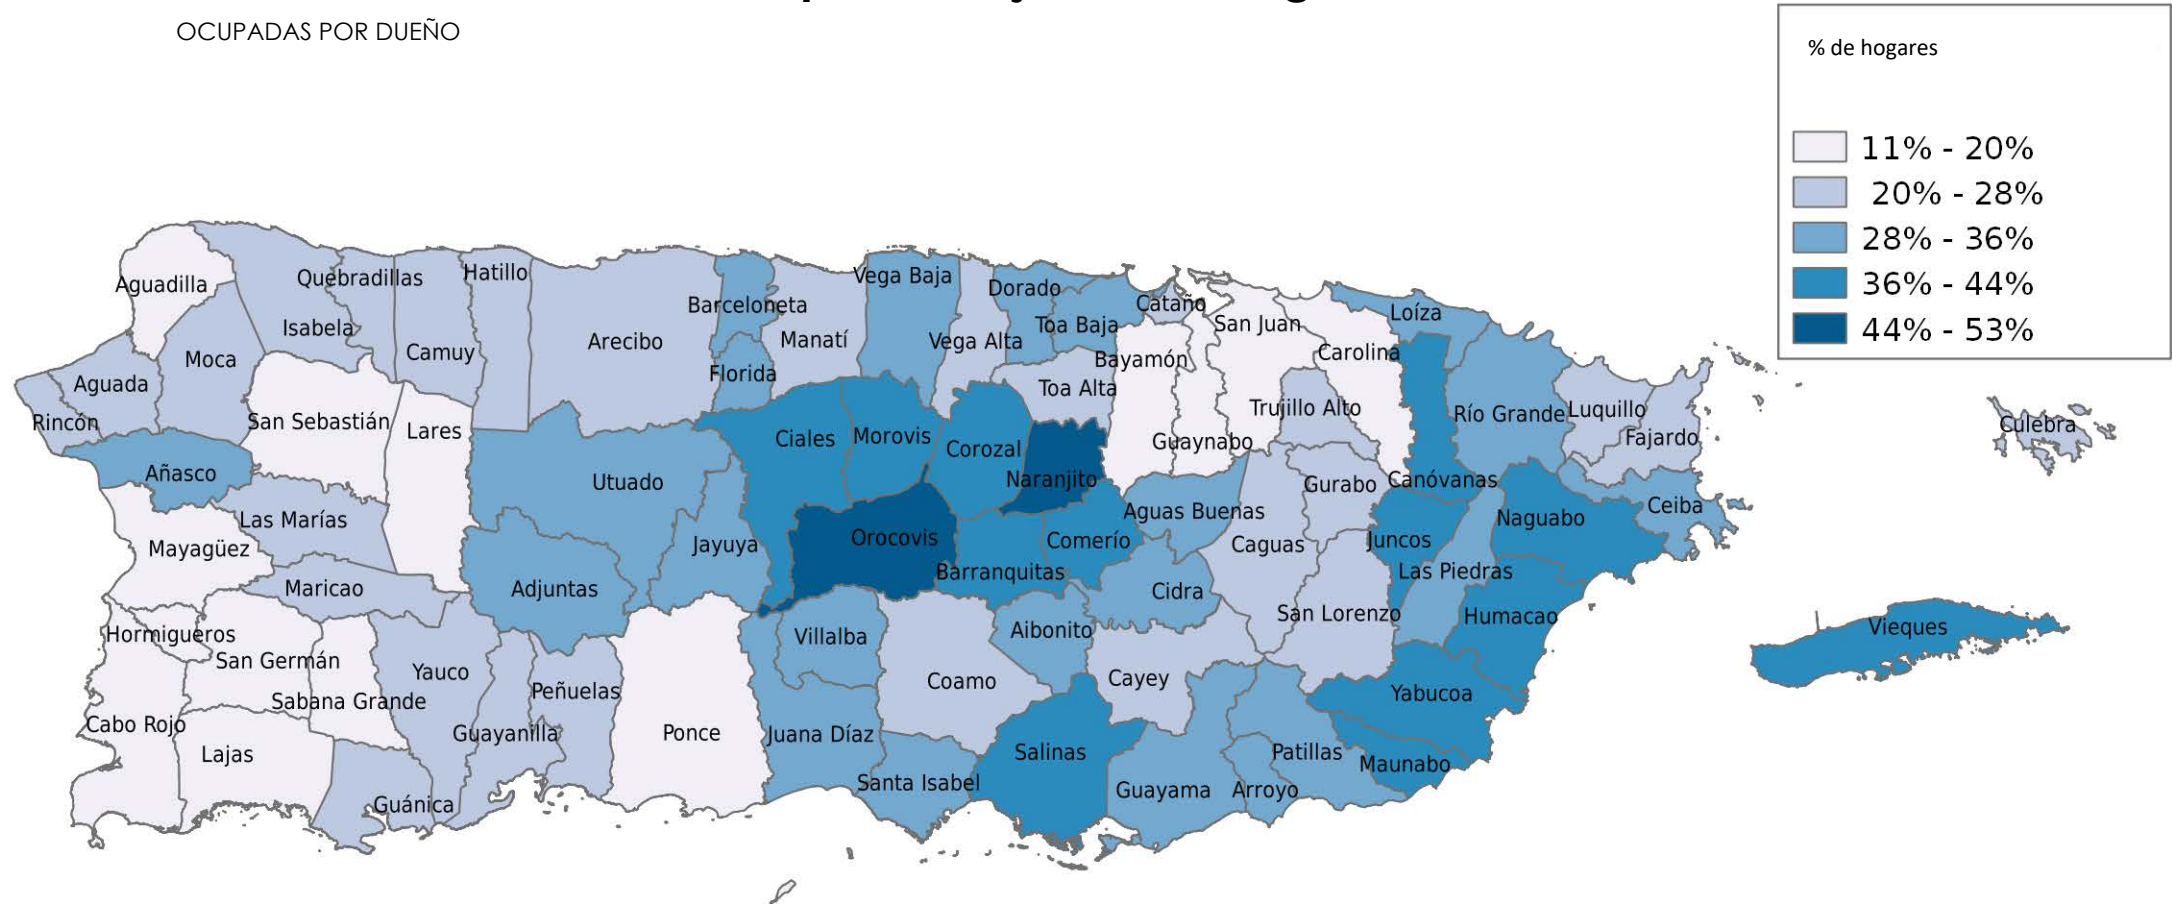 OCUPADAS POR DUEÑO
% de hogares
11% - 20%
20% - 28%
28% - 36%
36% - 44%
44% - 53%
Aguadilla
Quebradillas
Hatillo
Isabela
Camuy
Moca
Aguada
Rincón
Arecibo
Barceloneta
Manatí
Florida
Vega Baja
Vega Alta
Dorado
Toa Baja
Cataño
San Juan
Loíza
Bayamón
Carolina
Toa Alta
Trujillo Alto
Guaynabo
Río Grande
Luquillo
Fajardo
Culebra
San Sebastián
Lares
Añasco
Utuado
Ciales
Morovis
Corozal
Naranjito
Gurabo
Canóvanas
Las Marías
Mayagüez
Jayuya
Orocovis
Comerío
Aguas Buenas
Caguas
Juncos
Naguabo
Ceiba
Maricao
Adjuntas
Barranquitas
Cidra
Las Piedras
San Lorenzo
Humacao
Vieques
Hormigueros
San Germán
Sabana Grande
Yauco
Peñuelas
Villalba
Aibonito
Coamo
Cayey
Yabucoa
Cabo Rojo
Lajas
Guayanilla
Ponce
Juana Díaz
Salinas
Patillas
Maunabo
Guánica
Santa Isabel
Guayama
Arroyo